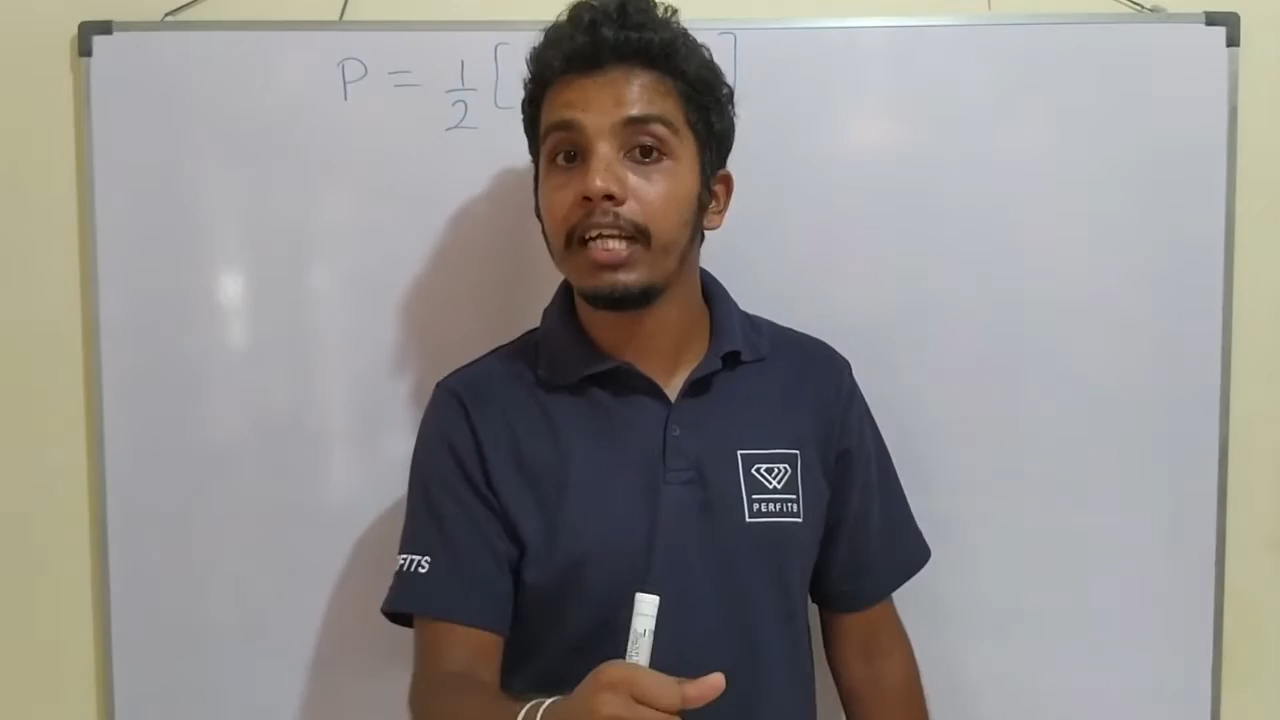 P = 1/2 [ ]
PERFITS
FITS